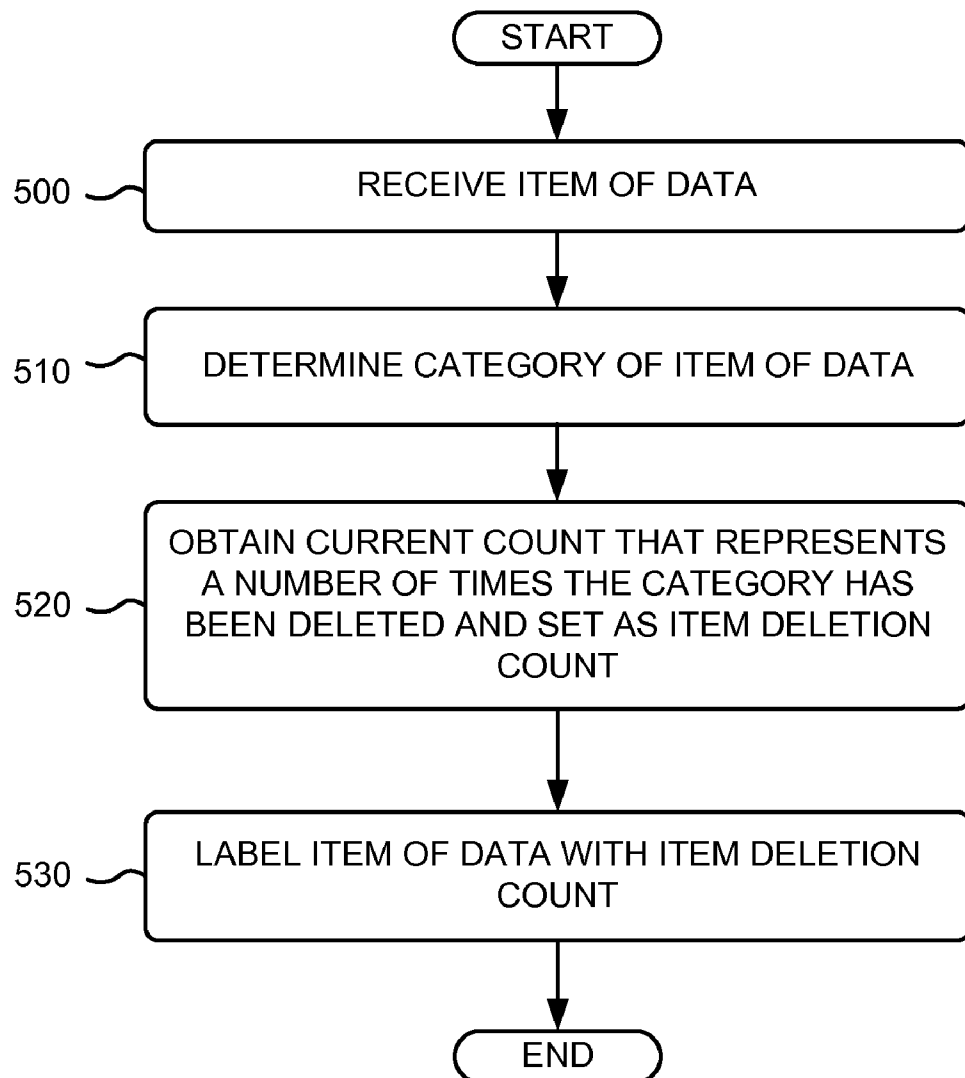 START
500
RECEIVE ITEM OF DATA
510
DETERMINE CATEGORY OF ITEM OF DATA
520
OBTAIN CURRENT COUNT THAT REPRESENTS
A NUMBER OF TIMES THE CATEGORY HAS
BEEN DELETED AND SET AS ITEM DELETION
COUNT
530
LABEL ITEM OF DATA WITH ITEM DELETION
COUNT
END